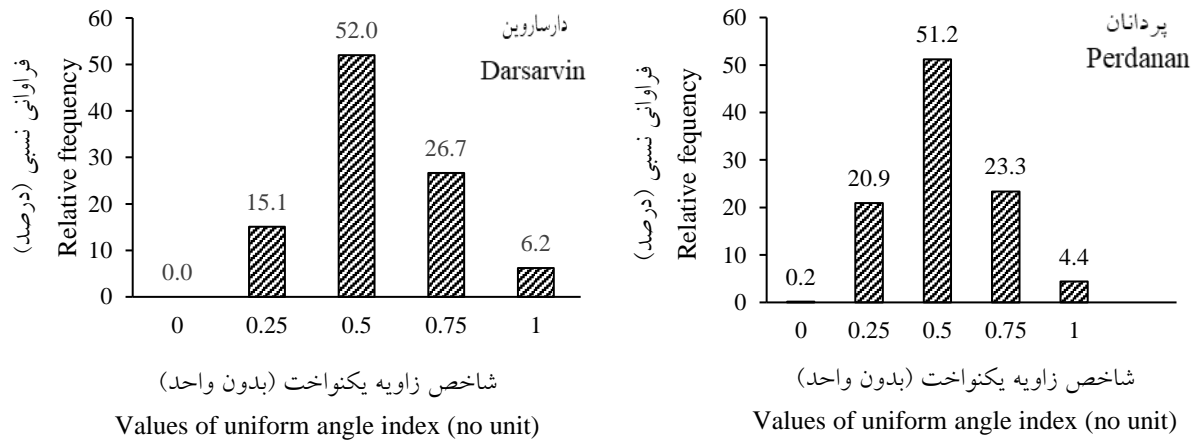 دارساروین
Darsarvin
فراوانی نسبی (درصد)
Relative ftequency
60
50
40
30
20
10
0
0.0
15.1
52.0
26.7
6.2
0 0.25 0.5 0.75 1
شاخص زاویه یکنواخت (بدون واحد)
Values of uniform angle index (no unit)
پردانان
Perdanan
فراوانی نسبی (درصد)
Relative fequency
60
50
40
30
20
10
0
0.2
20.9
51.2
23.3
4.4
0 0.25 0.5 0.75 1
شاخص زاویه یکنواخت (بدون واحد)
Values of uniform angle index (no unit)